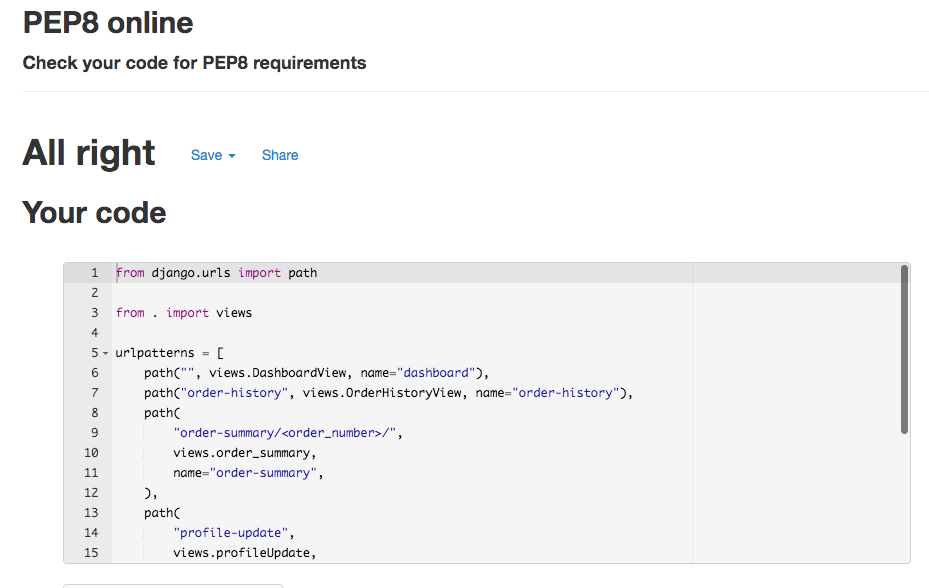 PEP8 online
Check your code for PEP8 requirements
All right Save Share
Your code
1 from django.urls import path
2
3 from . import views
4
5 urlpatterns = [
6 path("", views.DashboardView, name="dashboard"),
7 path("order-history", views.OrderHistoryView, name="order-history"),
8 path(
9 "order-summary/<order_number>/",
10 views.order_summary,
11 name="order-summary",
12 ),
13 path(
14 "profile-update",
15 views.profileUpdate,